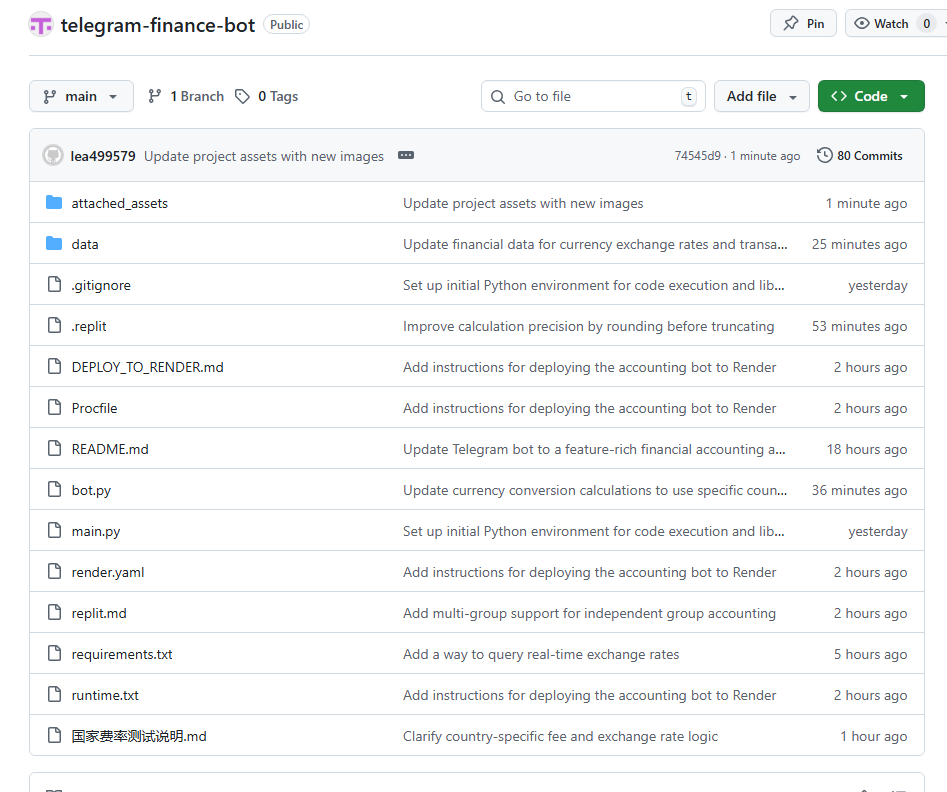 telegram-finance-bot Public Pin Watch 0
main 1 Branch 0 Tags Go to file t Add file Code
lea499579 Update project assets with new images 74545d9 · 1 minute ago 80 Commits
attached_assets Update project assets with new images 1 minute ago
data Update financial data for currency exchange rates and transa... 25 minutes ago
.gitignore Set up initial Python environment for code execution and lib... yesterday
.replit Improve calculation precision by rounding before truncating 53 minutes ago
DEPLOY_TO_RENDER.md Add instructions for deploying the accounting bot to Render 2 hours ago
Procfile Add instructions for deploying the accounting bot to Render 2 hours ago
README.md Update Telegram bot to a feature-rich financial accounting a... 18 hours ago
bot.py Update currency conversion calculations to use specific coun... 36 minutes ago
main.py Set up initial Python environment for code execution and lib... yesterday
render.yaml Add instructions for deploying the accounting bot to Render 2 hours ago
replit.md Add multi-group support for independent group accounting 2 hours ago
requirements.txt Add a way to query real-time exchange rates 5 hours ago
runtime.txt Add instructions for deploying the accounting bot to Render 2 hours ago
国家费率测试说明.md Clarify country-specific fee and exchange rate logic 1 hour ago